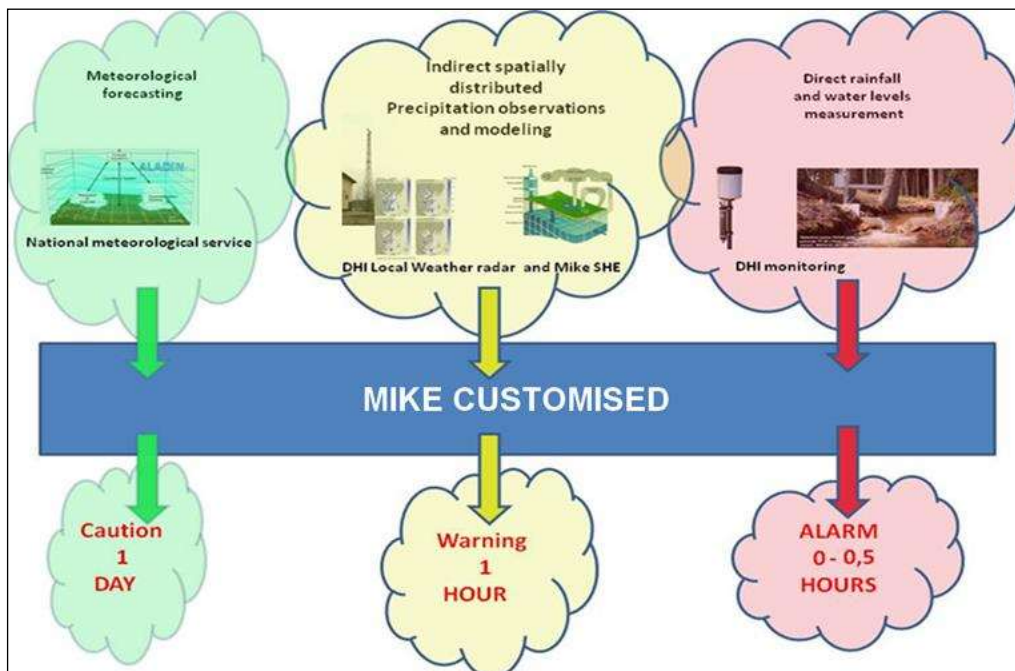 Meteorological
forecasting
ALADIN
National meteorological service
Indirect spatially
distributed
Precipitation observations
and modeling
DHI Local Weather radar and Mike SHE
Direct rainfall
and water levels
measurement
DHI monitoring
MIKE CUSTOMISED
Caution
1
DAY
Warning
1
HOUR
ALARM
0 - 0,5
HOURS